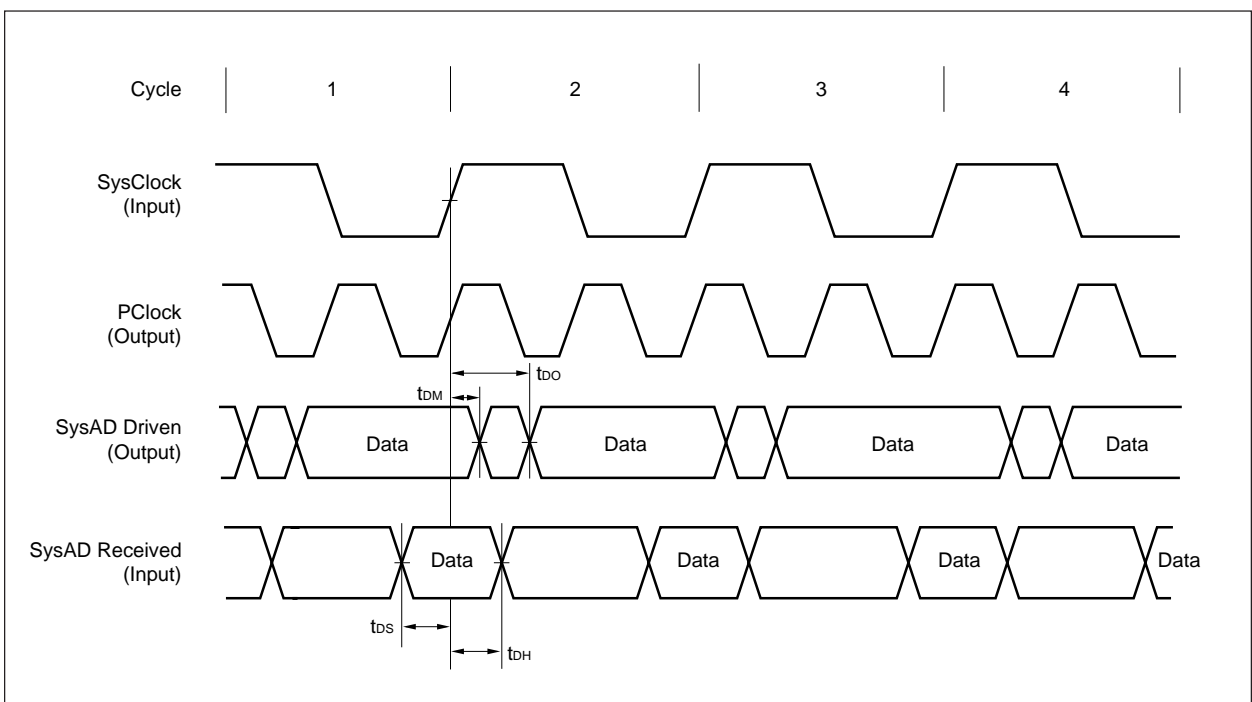 Cycle 1 2 3 4
SysClock
(Input)
PClock
(Output)
tDO
tDM
SysAD Driven
(Output)
Data Data Data Data
SysAD Received
(Input)
Data Data Data Data
tDS
tDH